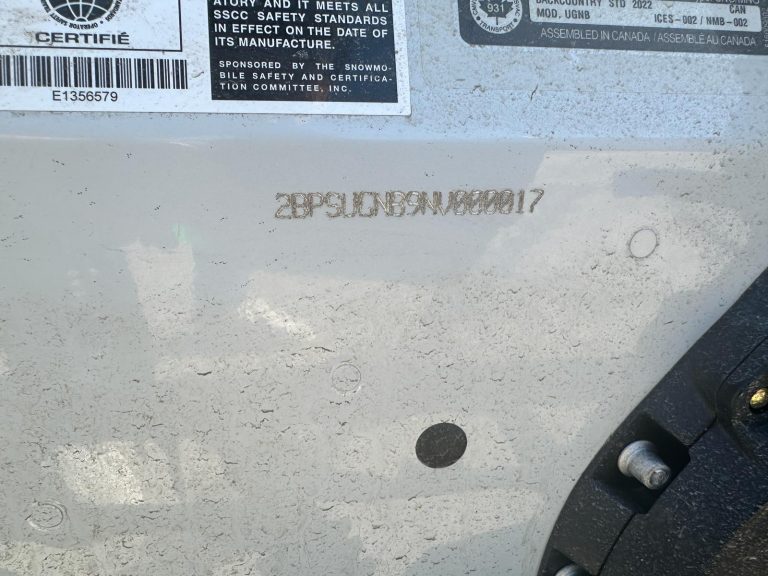 CERTIFIÉ
E1356579
ATORY AND IT MEETS ALL
SSCC SAFETY STANDARDS
IN EFFECT ON THE DATE OF
ITS MANUFACTURE.
SPONSORED BY THE SNOWMO-
BILE SAFETY AND CERTIFICA-
TION COMMITTEE, INC.
931
TRANSPORT
BACKCOUNTRY STD 2022 CAN
MOD. UGNB ICES-002 / NMB-002
ASSEMBLED IN CANADA / ASSEMBLÉ AU CANADA
2BPSUCNB9NV000017